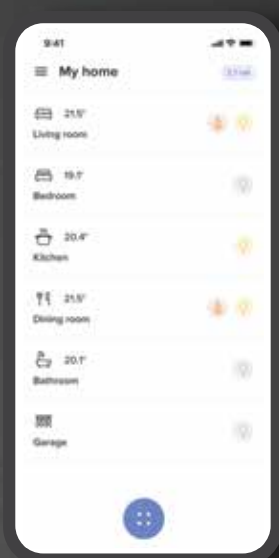 9:41
My home
21.5°
Living room
19.1°
Bedroom
20.4°
Kitchen
21.5°
Dining room
20.1°
Bathroom
Garage